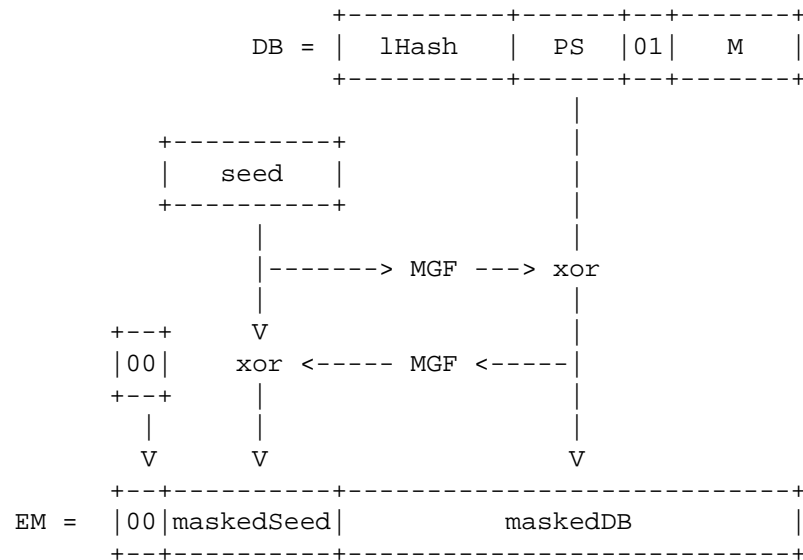 DB = | lHash | PS |01| M |
seed
-------> MGF ---> xor
V
|00| xor <----- MGF <-----|
V V V
EM = |00|maskedSeed| maskedDB |